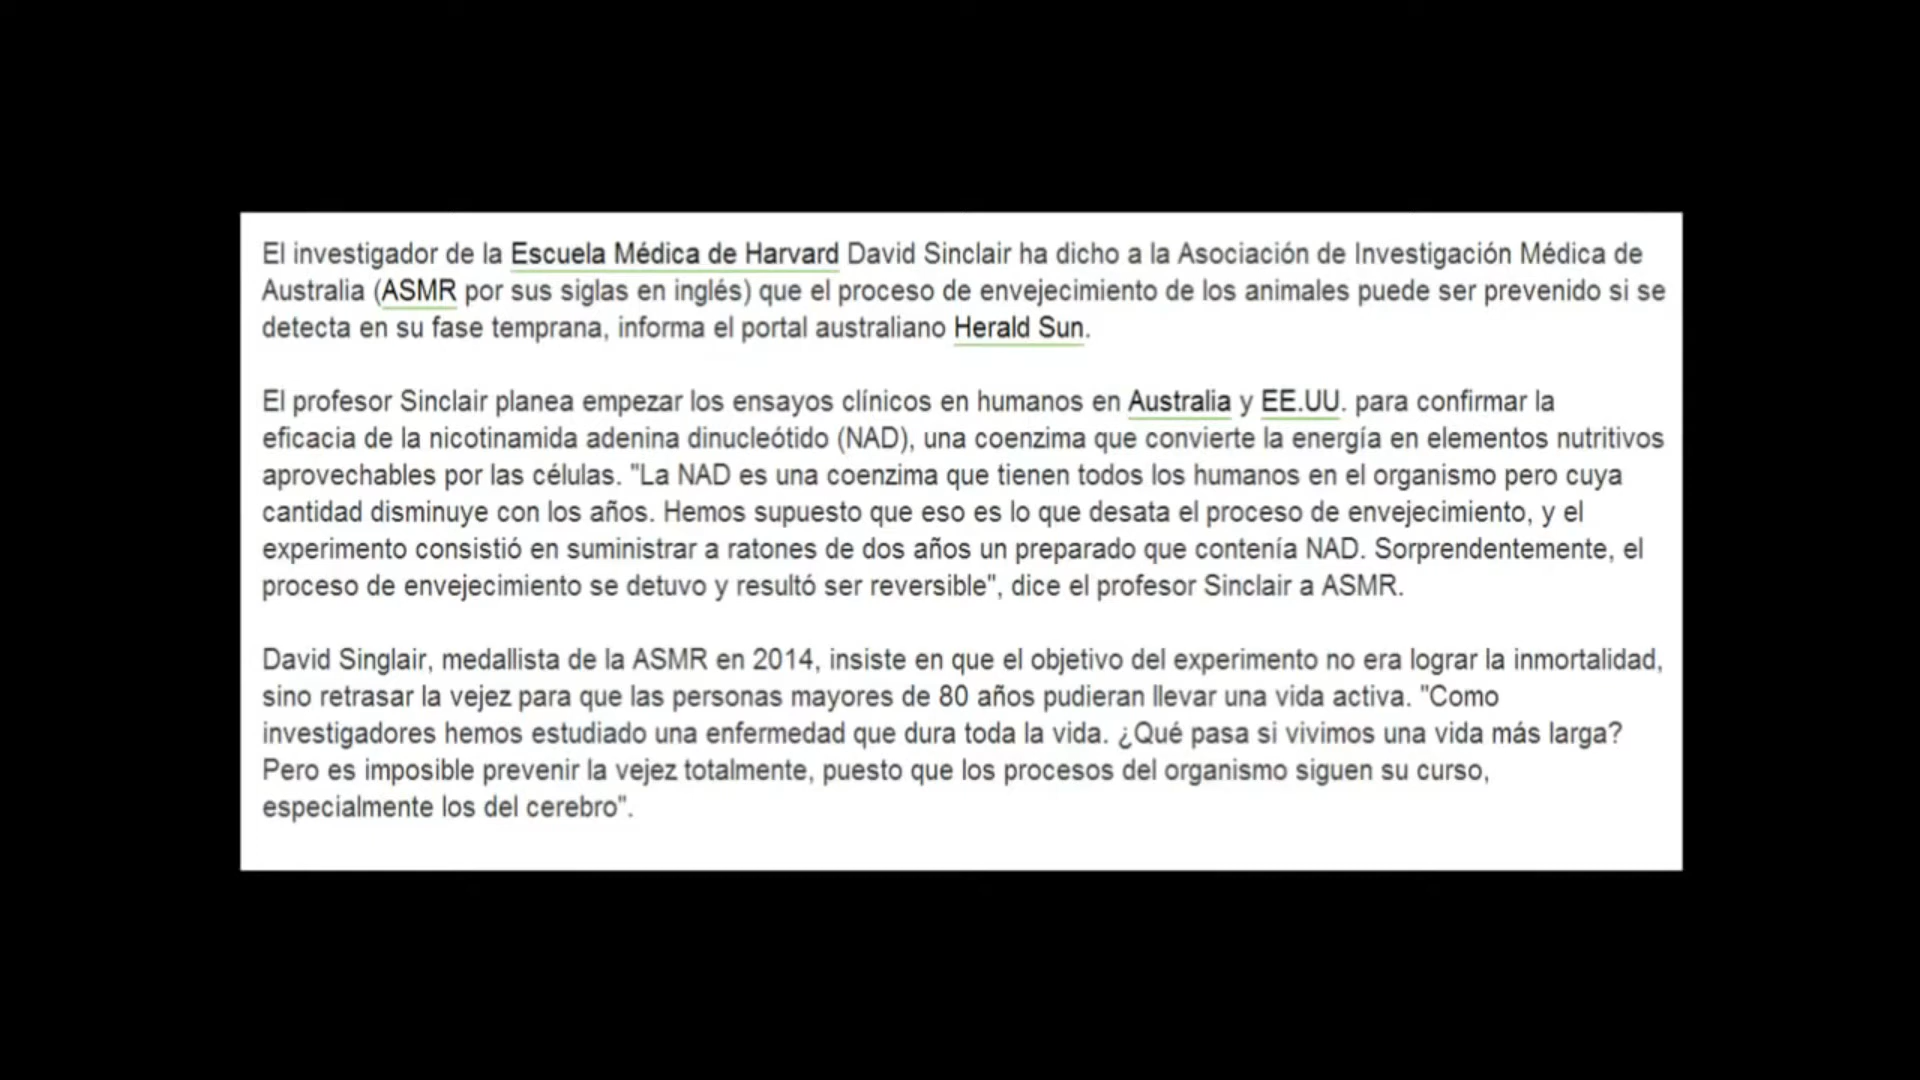 El investigador de la Escuela Médica de Harvard David Sinclair ha dicho a la Asociación de Investigación Médica de
Australia (ASMR por sus siglas en inglés) que el proceso de envejecimiento de los animales puede ser prevenido si se
detecta en su fase temprana, informa el portal australiano Herald Sun.
El profesor Sinclair planea empezar los ensayos clínicos en humanos en Australia y EE.UU. para confirmar la
eficacia de la nicotinamida adenina dinucleótido (NAD), una coenzima que convierte la energía en elementos nutritivos
aprovechables por las células. "La NAD es una coenzima que tienen todos los humanos en el organismo pero cuya
cantidad disminuye con los años. Hemos supuesto que eso es lo que desata el proceso de envejecimiento, y el
experimento consistió en suministrar a ratones de dos años un preparado que contenía NAD. Sorprendentemente, el
proceso de envejecimiento se detuvo y resultó ser reversible", dice el profesor Sinclair a ASMR.
David Singlair, medallista de la ASMR en 2014, insiste en que el objetivo del experimento no era lograr la inmortalidad,
sino retrasar la vejez para que las personas mayores de 80 años pudieran llevar una vida activa. "Como
investigadores hemos estudiado una enfermedad que dura toda la vida. ¿Qué pasa si vivimos una vida más larga?
Pero es imposible prevenir la vejez totalmente, puesto que los procesos del organismo siguen su curso,
especialmente los del cerebro".